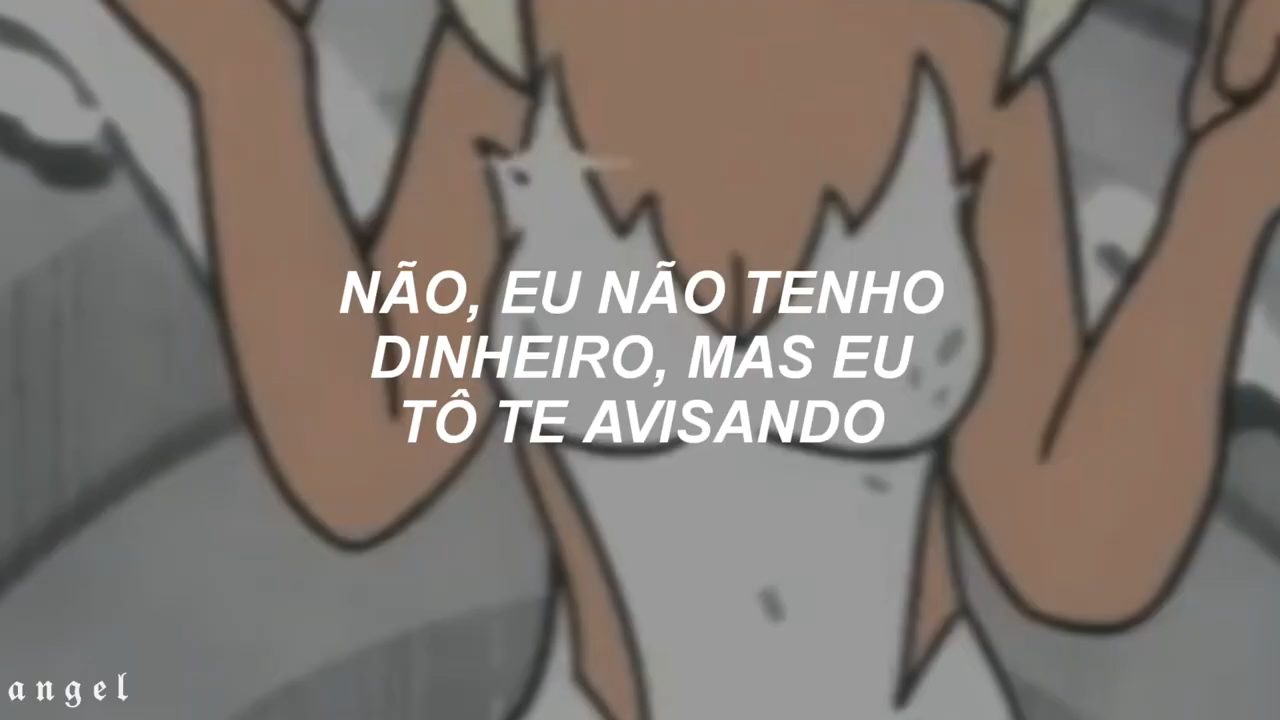 NÃO, EU NÃO TENHO
DINHEIRO, MAS EU
TÔ TE AVISANDO
angel